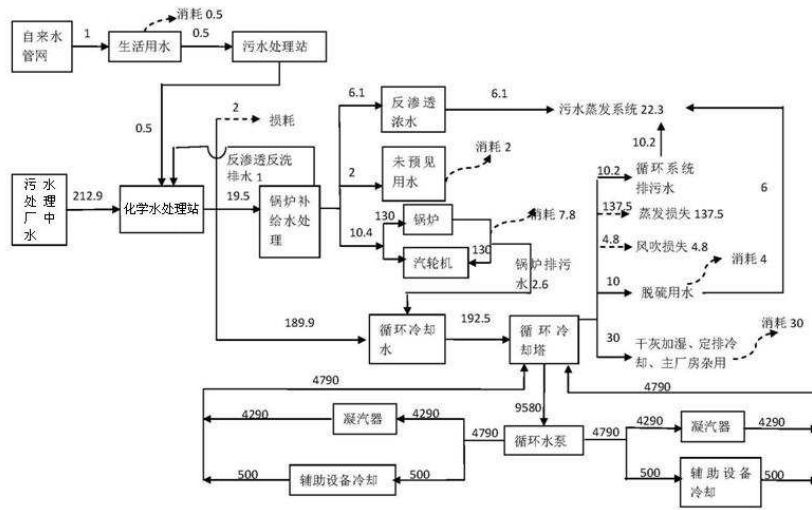 消耗 0.5
自来水
管网
1
生活用水
0.5
污水处理站
0.5
2
损耗
6.1
反渗透
浓水
6.1
污水蒸发系统 22.3
反渗透反洗
排水 1
2
未预见
用水
消耗 2
10.2
10.2
循环系统
排污水
6
污水
处理
厂中
水
212.9
化学水处理站
19.5
锅炉补
给水处
理
10.4
130
锅炉
汽轮机
130
消耗 7.8
锅炉排污
水 2.6
137.5
蒸发损失 137.5
4.8
风吹损失 4.8
10
脱硫用水
消耗 4
189.9
循环冷却
水
192.5
循环冷
却塔
30
干灰加湿、定排冷
却、主厂房杂用
消耗 30
4790
9580
4790
4290
凝汽器
4290
4790
循环水泵
4790
4290
凝汽器
4290
500
辅助设备冷却
500
500
辅助设备
冷却
500